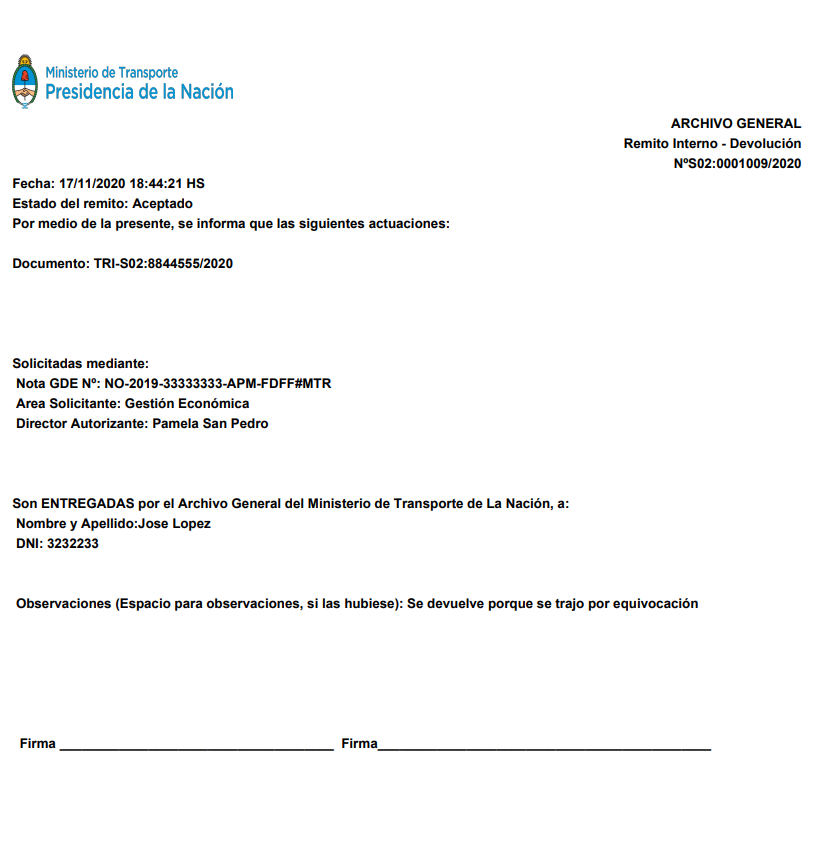 Ministerio de Transporte
Presidencia de la Nación
ARCHIVO GENERAL
Remito Interno - Devolución
NºS02:0001009/2020
Fecha: 17/11/2020 18:44:21 HS
Estado del remito: Aceptado
Por medio de la presente, se informa que las siguientes actuaciones:
Documento: TRI-S02:8844555/2020
Solicitadas mediante:
Nota GDE Nº: NO-2019-33333333-APM-FDFF#MTR
Area Solicitante: Gestión Económica
Director Autorizante: Pamela San Pedro
Son ENTREGADAS por el Archivo General del Ministerio de Transporte de La Nación, a:
Nombre y Apellido:Jose Lopez
DNI: 3232233
Observaciones (Espacio para observaciones, si las hubiese): Se devuelve porque se trajo por equivocación
Firma ____________________ Firma____________________